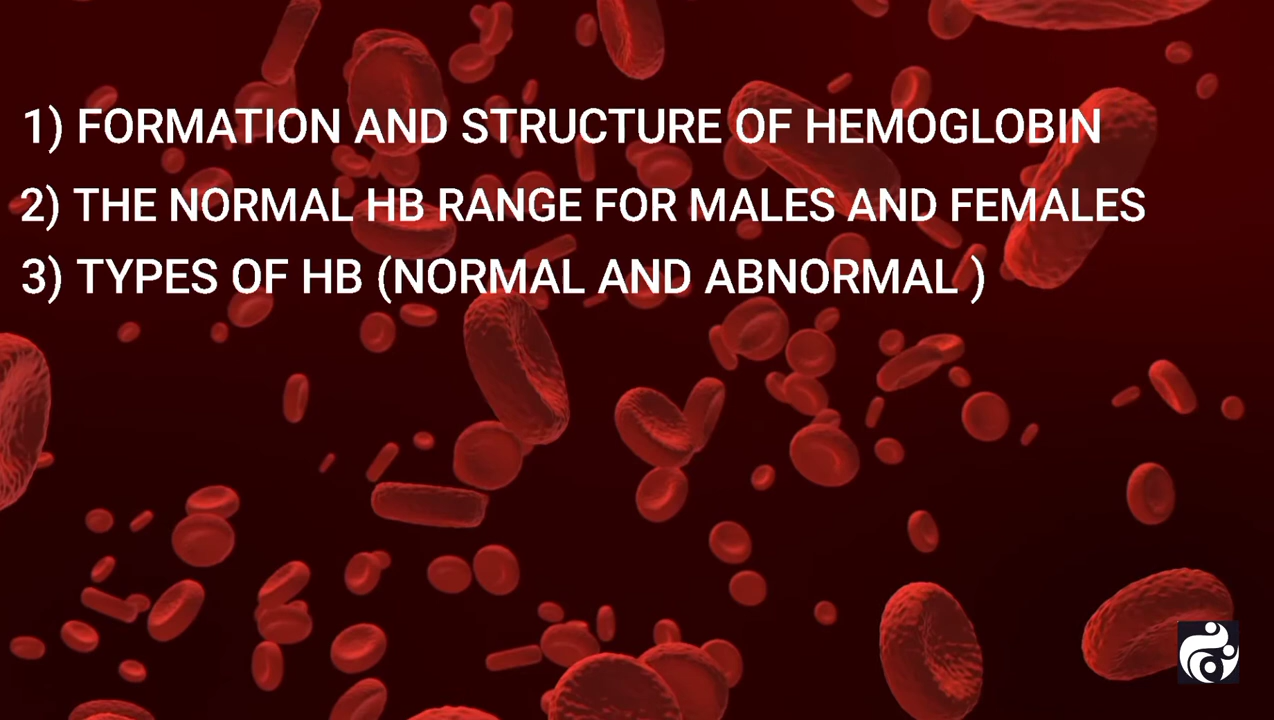 1) FORMATION AND STRUCTURE OF HEMOGLOBIN
2) THE NORMAL HB RANGE FOR MALES AND FEMALES
3) TYPES OF HB (NORMAL AND ABNORMAL )